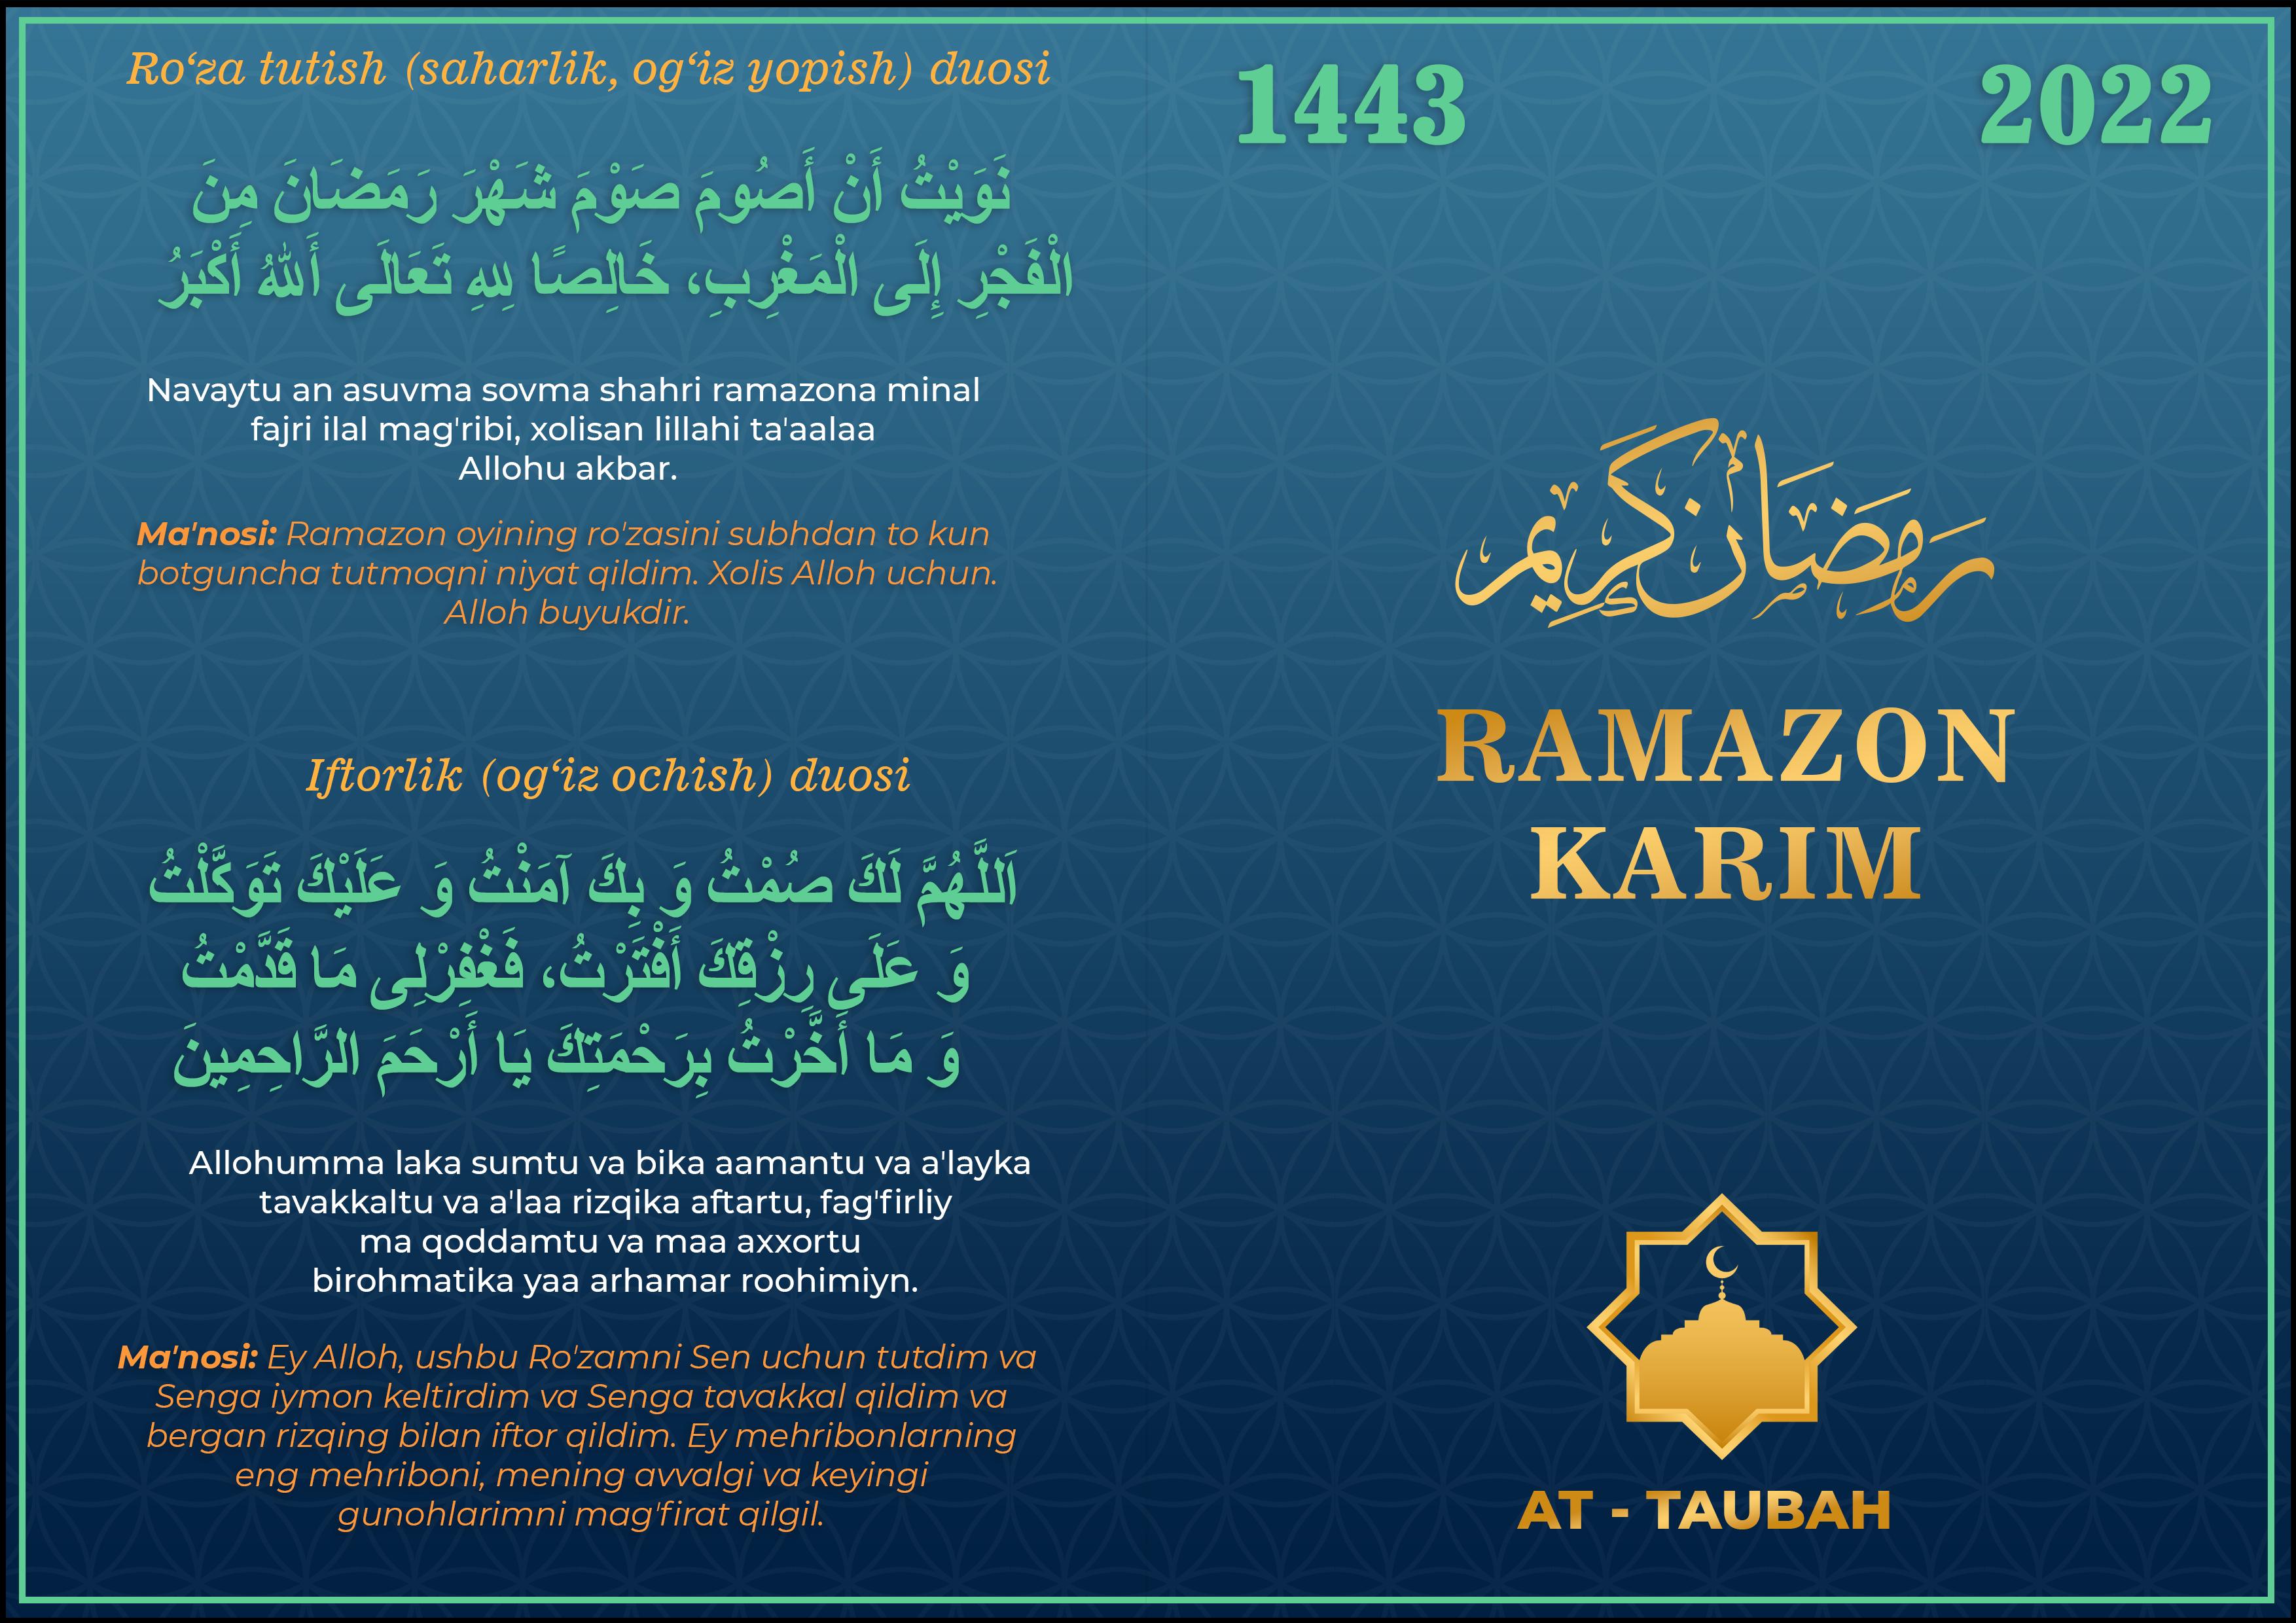 Ro‘za tutish (saharlik, og‘iz yopish) duosi
نَوَيْتُ أَنْ أَصُومَ صَوْمَ شَهْرَ رَمَضَانَ مِنَ
الْفَجْرِ إِلَى الْمَغْرِبِ، خَالِصًا لِلهِ تَعَالَى أَللهُ أَكْبَرُ
Navaytu an asuvma sovma shahri ramazona minal
fajri ilal mag'ribi, xolisan lillahi ta'aalaa
Allohu akbar.
Ma'nosi: Ramazon oyining ro'zasini subhdan to kun
botguncha tutmoqni niyat qildim. Xolis Alloh uchun.
Alloh buyukdir.
Iftorlik (og‘iz ochish) duosi
اَللَّهُمَّ لَكَ صُمْتُ وَ بِكَ آمَنْتُ وَ عَلَيْكَ تَوَكَّلْتُ
وَ عَلَى رِزْقِكَ أَفْتَرْتُ، فَغْفِرْلِى مَا قَدَّمْتُ
وَ مَا أَخَّرْتُ بِرَحْمَتِكَ يَا أَرْحَمَ الرَّاحِمِينَ
Allohumma laka sumtu va bika aamantu va a'layka
tavakkaltu va a'laa rizqika aftartu, fag'firliy
ma qoddamtu va maa axxortu
birohmatika yaa arhamar roohimiyn.
Ma'nosi: Ey Alloh, ushbu Ro'zamni Sen uchun tutdim va
Senga iymon keltirdim va Senga tavakkal qildim va
bergan rizqing bilan iftor qildim. Ey mehribonlarning
eng mehriboni, mening avvalgi va keyingi
gunohlarimni mag'firat qilgil.
1443 2022
رَمَضَان كَرِيم
RAMAZON
KARIM
AT - TAUBAH